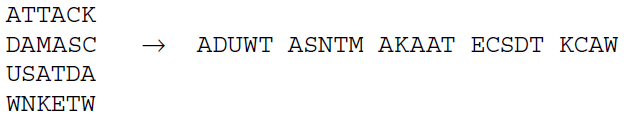 ATTACK
DAMASC → ADUWT ASNTM AKAAT ECSDT KCAW
USATDA
WNKETW